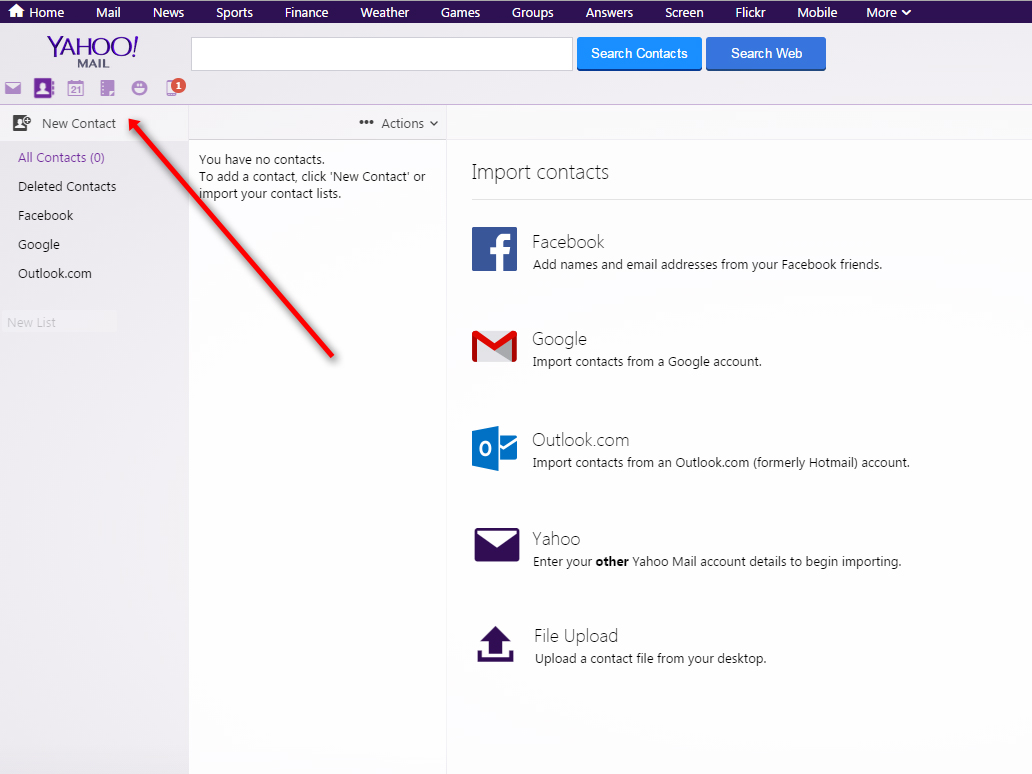 Home Mail News Sports Finance Weather Games Groups Answers Screen Flickr Mobile More
YAHOO!
MAIL
Search Contacts Search Web
21 1
New Contact
••• Actions
All Contacts (0)
Deleted Contacts
Facebook
Google
Outlook.com
New List
You have no contacts.
To add a contact, click 'New Contact' or
import your contact lists.
Import contacts
Facebook
Add names and email addresses from your Facebook friends.
Google
Import contacts from a Google account.
Outlook.com
Import contacts from an Outlook.com (formerly Hotmail) account.
Yahoo
Enter your other Yahoo Mail account details to begin importing.
File Upload
Upload a contact file from your desktop.